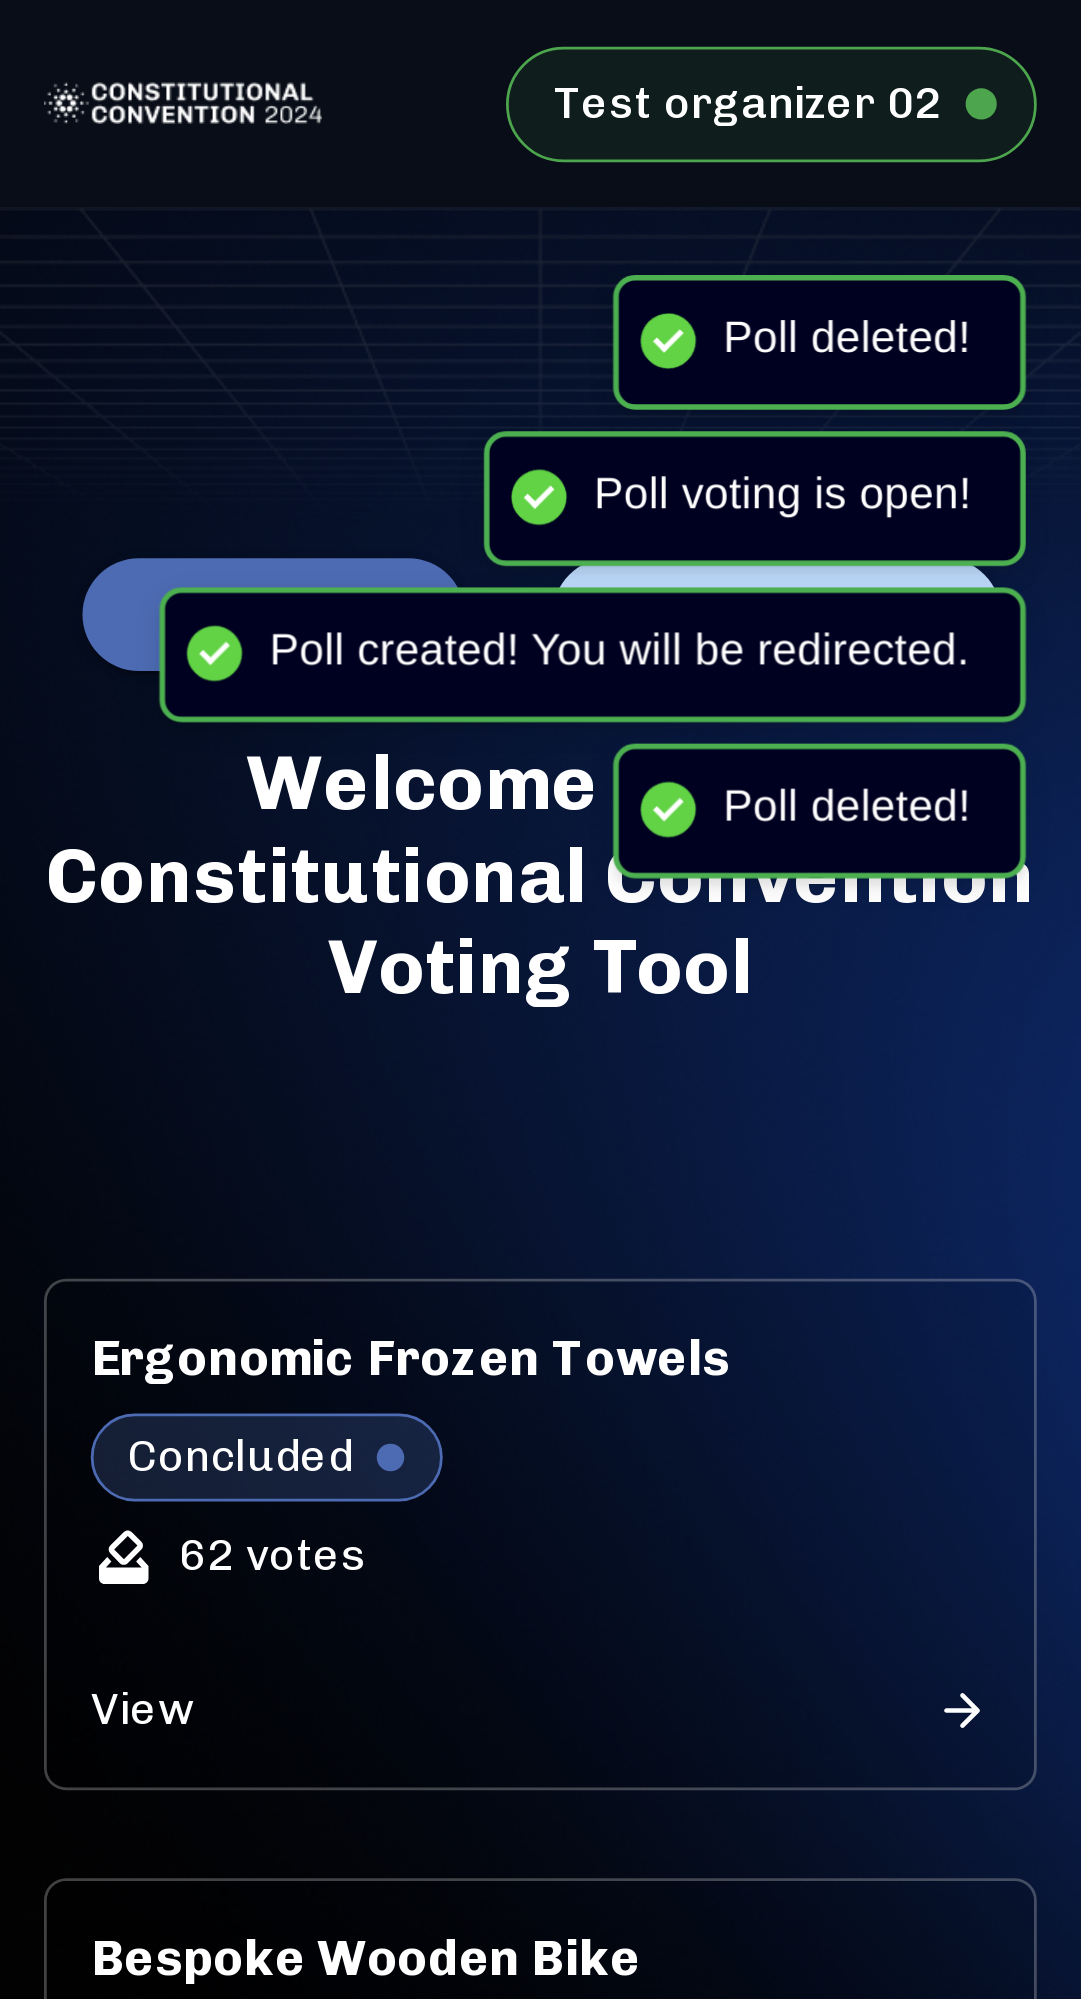 CONSTITUTIONAL
CONVENTION 2024
Test organizer 02
Poll deleted!
Poll voting is open!
Poll created! You will be redirected.
Poll deleted!
Welcome
Constitutional Convention
Voting Tool
Ergonomic Frozen Towels
Concluded
62 votes
View
Bespoke Wooden Bike